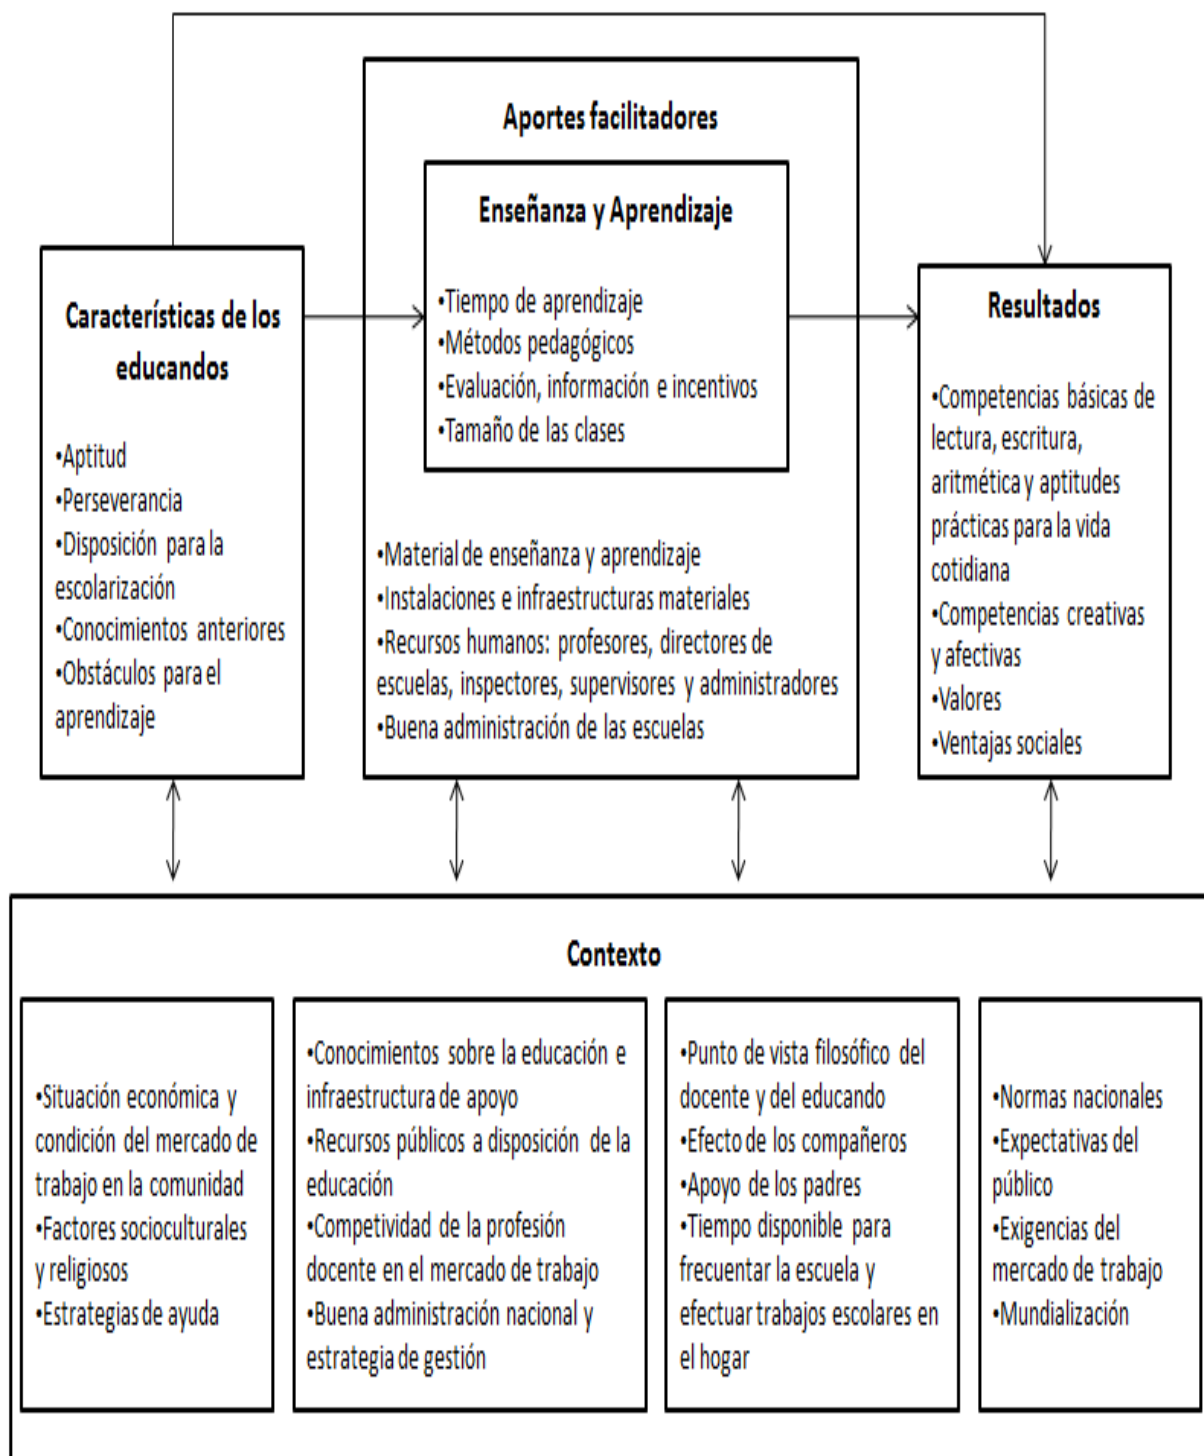 Aportes facilitadores
Enseñanza y Aprendizaje
•Tiempo de aprendizaje
•Métodos pedagógicos
•Evaluación, información e incentivos
•Tamaño de las clases
•Material de enseñanza y aprendizaje
•Instalaciones e infraestructuras materiales
•Recursos humanos: profesores, directores de
escuelas, inspectores, supervisores y administradores
•Buena administración de las escuelas
Característícas de los
educandos
•Aptitud
•Perseverancia
•Disposición para la
escolarización
•Conocimientos anteriores
•Obstáculos para el
aprendizaje
Resultados
•Competencias básicas de
lectura, escritura,
aritmética y aptitudes
prácticas para la vida
cotidiana
•Competencias creativas
y afectivas
•Valores
•Ventajas sociales
Contexto
•Situación económica y
condición del mercado de
trabajo en la comunidad
•Factores socioculturales
y religiosos
•Estrategias de ayuda
•Conocimientos sobre la educación e
infraestructura de apoyo
•Recursos públicos a disposición de la
educación
•Competividad de la profesión
docente en el mercado de trabajo
•Buena administración nacional y
estrategia de gestión
•Punto de vista filosófico del
docente y del educando
•Efecto de los compañeros
•Apoyo de los padres
•Tiempo disponible para
frecuentar la escuela y
efectuar trabajos escolares en
el hogar
•Normas nacionales
•Expectativas del
público
•Exigencias del
mercado de trabajo
•Mundialización